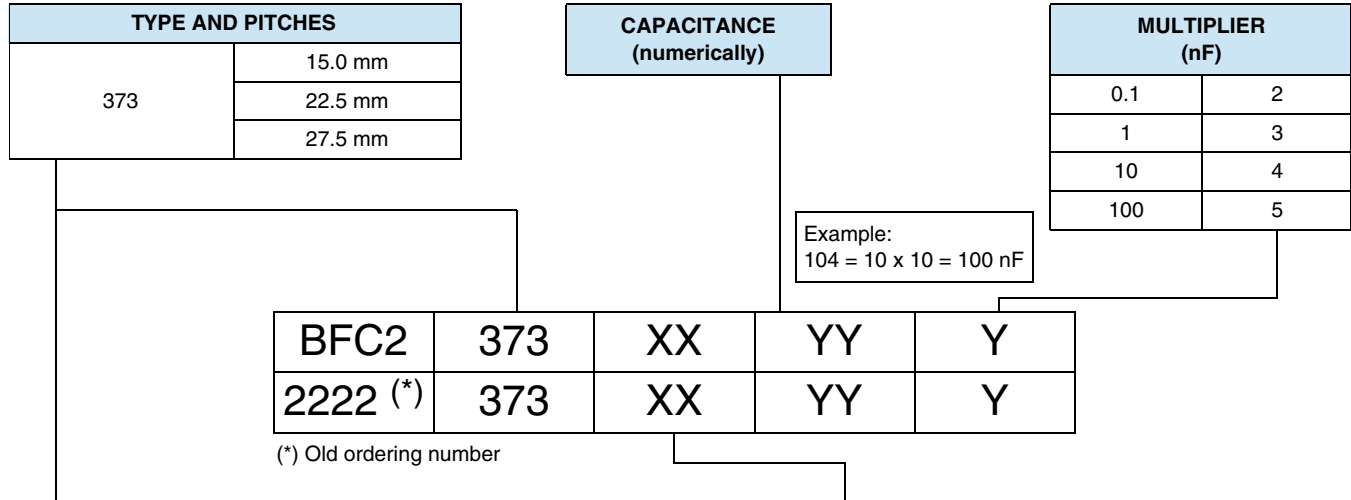 TYPE AND PITCHES
373
15.0 mm
22.5 mm
27.5 mm
CAPACITANCE
(numerically)
MULTIPLIER
(nF)
0.1 2
1 3
10 4
100 5
Example:
104 = 10 x 10 = 100 nF
BFC2 373 XX YY Y
2222 (*) 373 XX YY Y
(*) Old ordering number